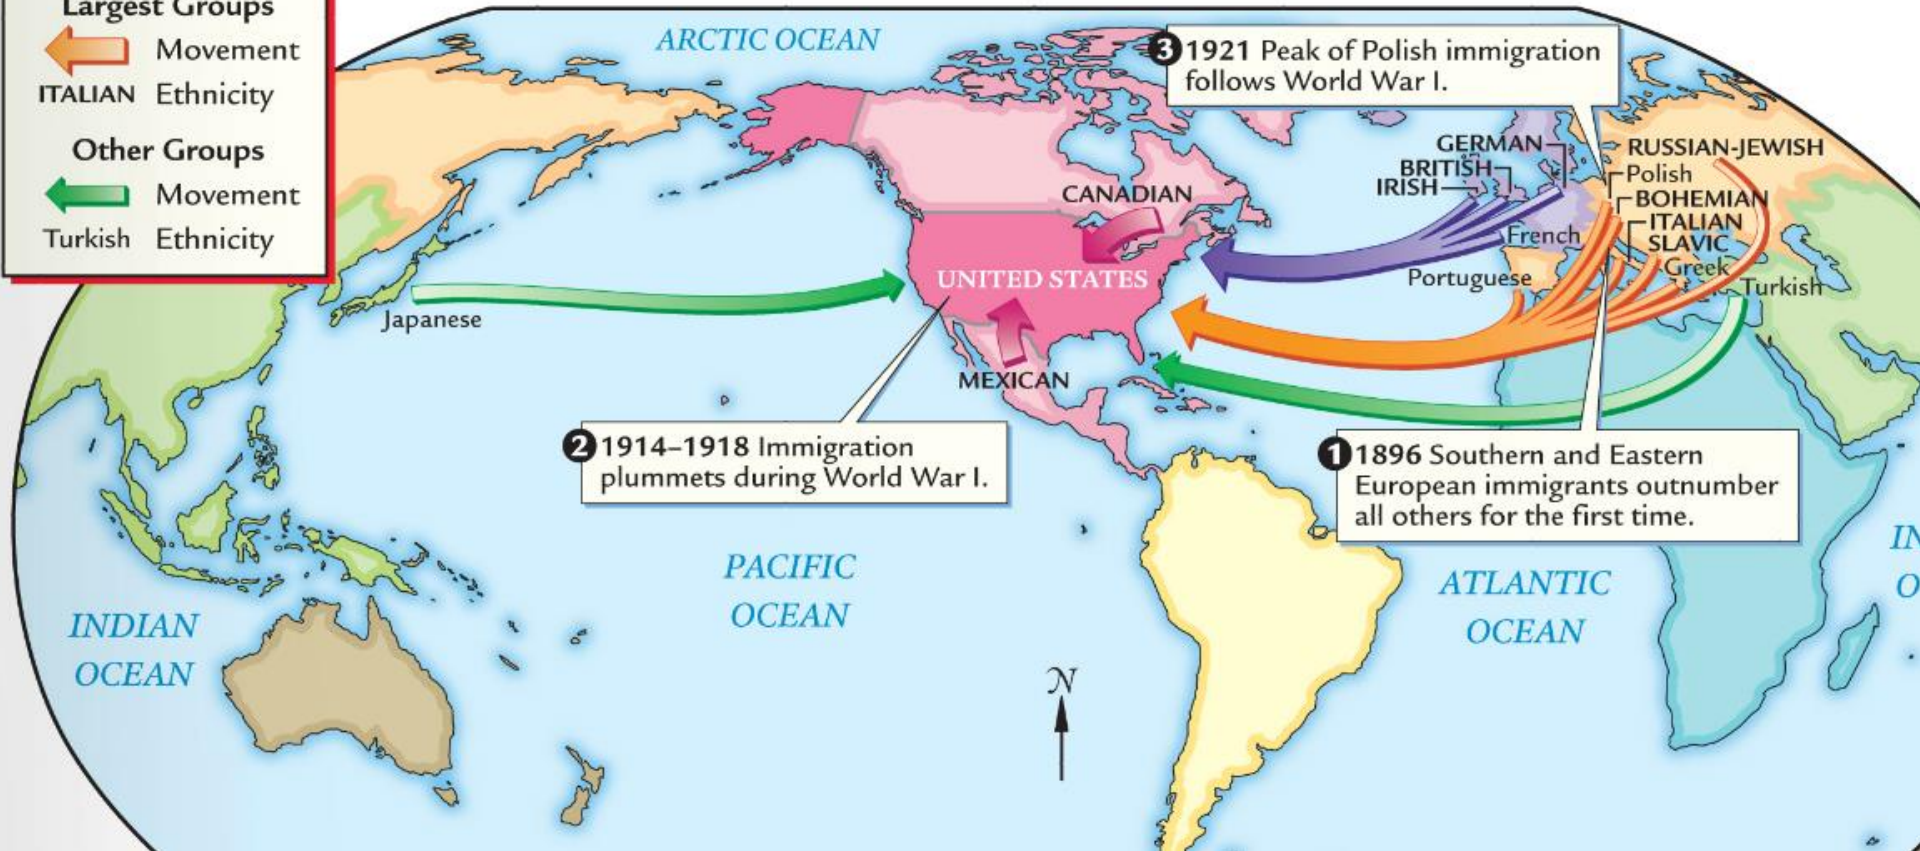 Largest Groups
Movement
ITALIAN Ethnicity
Other Groups
Movement
Turkish Ethnicity
ARCTIC OCEAN
3 1921 Peak of Polish immigration
follows World War I.
GERMAN
BRITISH
IRISH
RUSSIAN-JEWISH
Polish
BOHEMIAN
ITALIAN
SLAVIC
Greek
Turkish
French
Portuguese
CANADIAN
UNITED STATES
MEXICAN
Japanese
2 1914–1918 Immigration
plummets during World War I.
1 1896 Southern and Eastern
European immigrants outnumber
all others for the first time.
PACIFIC
OCEAN
ATLANTIC
OCEAN
INDIAN
OCEAN
N
IN
O